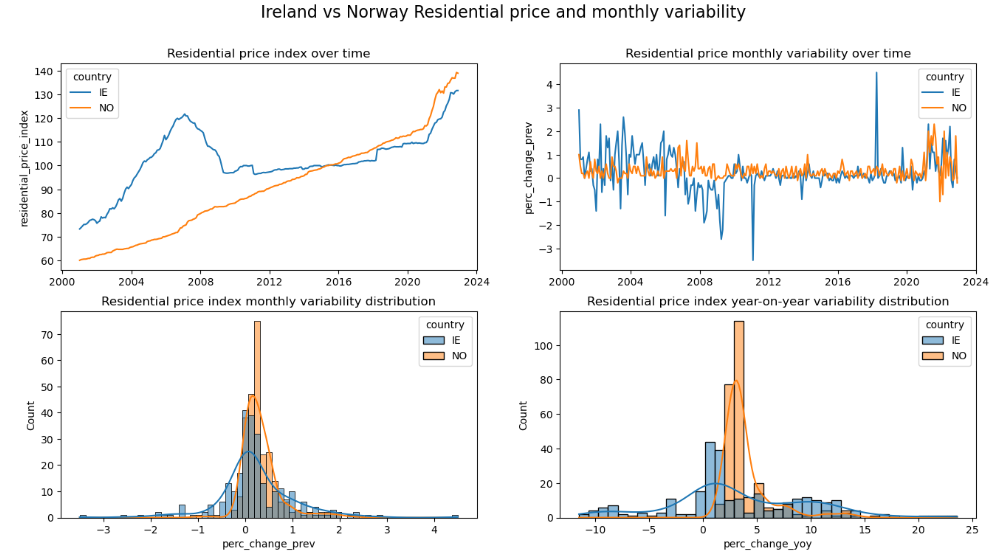 Ireland vs Norway Residential price and monthly variability
Residential price index over time
residential_price_index
140
130
120
110
100
90
80
70
60
country
IE
NO
2000
2004
2008
2012
2016
2020
2024
Residential price monthly variability over time
perc_change_prev
4
3
2
1
0
−1
−2
−3
country
IE
NO
2000
2004
2008
2012
2016
2020
2024
Residential price index monthly variability distribution
Count
70
60
50
40
30
20
10
0
country
IE
NO
−3
−2
−1
0
1
2
3
4
perc_change_prev
Residential price index year-on-year variability distribution
Count
100
80
60
40
20
0
country
IE
NO
−10
−5
0
5
10
15
20
25
perc_change_yoy